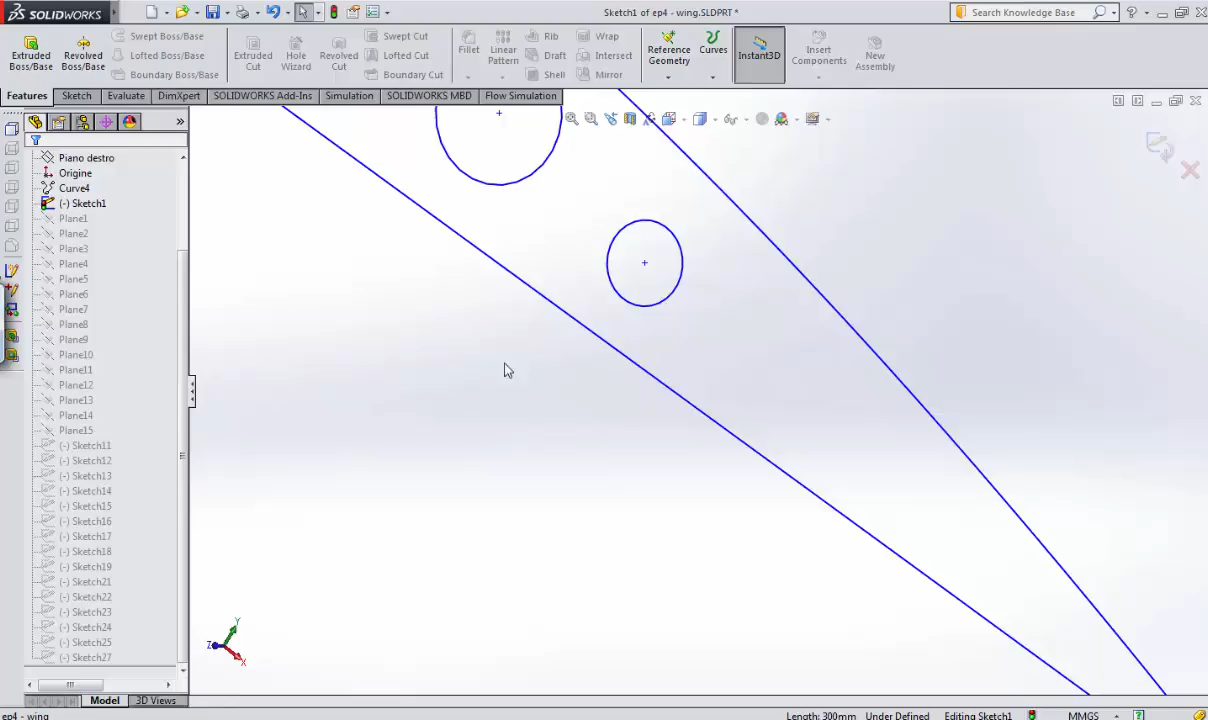 SOLIDWORKS
Sketch1 of ep4 - wing.SLDPRT *
Search Knowledge Base
Extruded Boss/Base
Revolved Boss/Base
Swept Boss/Base
Lofted Boss/Base
Boundary Boss/Base
Extruded Cut
Hole Wizard
Revolved Cut
Swept Cut
Lofted Cut
Boundary Cut
Fillet
Linear Pattern
Rib
Draft
Shell
Wrap
Intersect
Mirror
Reference Geometry
Curves
Instant3D
Insert Components
New Assembly
Features
Sketch
Evaluate
DimXpert
SOLIDWORKS Add-Ins
Simulation
SOLIDWORKS MBD
Flow Simulation
Piano destro
Origine
Curve4
(-) Sketch1
Plane1
Plane2
Plane3
Plane4
Plane5
Plane6
Plane7
Plane8
Plane9
Plane10
Plane11
Plane12
Plane13
Plane14
Plane15
(-) Sketch11
(-) Sketch12
(-) Sketch13
(-) Sketch14
(-) Sketch15
(-) Sketch16
(-) Sketch17
(-) Sketch18
(-) Sketch19
(-) Sketch21
(-) Sketch22
(-) Sketch23
(-) Sketch24
(-) Sketch25
(-) Sketch27
Y
Z
X
Model
3D Views
ep4 - wing
Length: 300mm
Under Defined
Editing Sketch1
MMGS